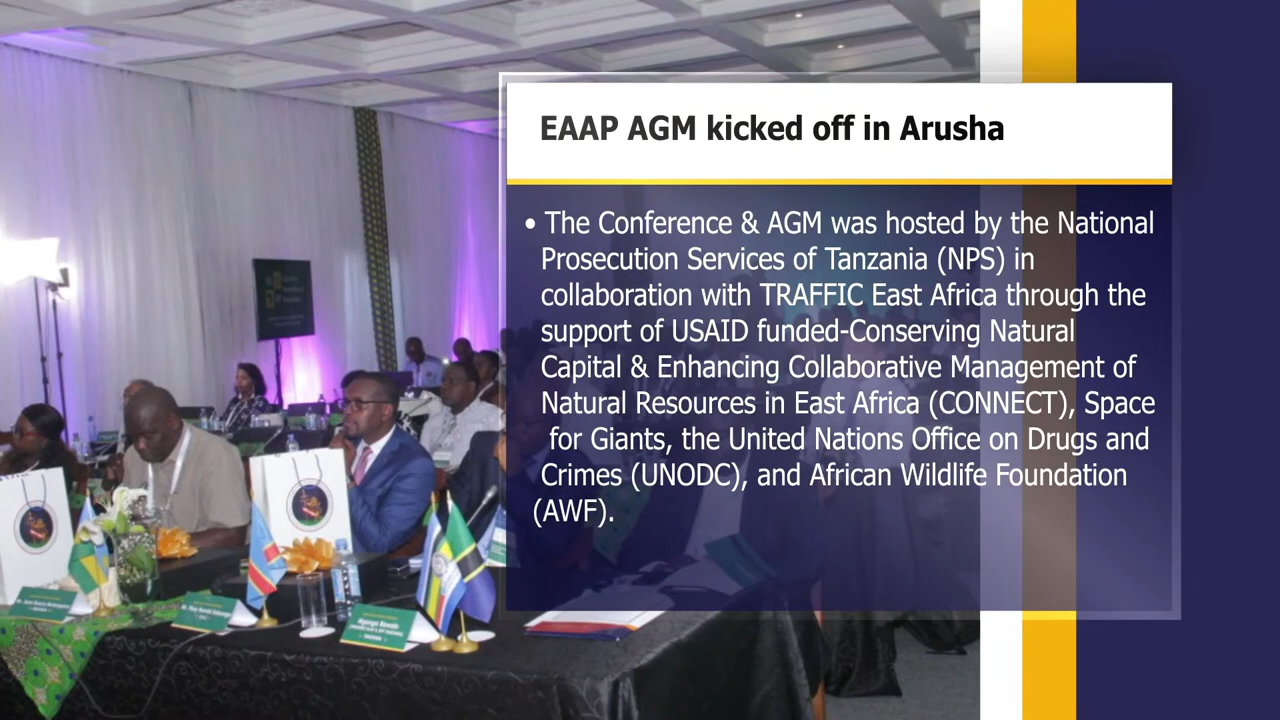 EAAP AGM kicked off in Arusha
• The Conference & AGM was hosted by the National
Prosecution Services of Tanzania (NPS) in
collaboration with TRAFFIC East Africa through the
support of USAID funded-Conserving Natural
Capital & Enhancing Collaborative Management of
Natural Resources in East Africa (CONNECT), Space
for Giants, the United Nations Office on Drugs and
Crimes (UNODC), and African Wildlife Foundation
(AWF).